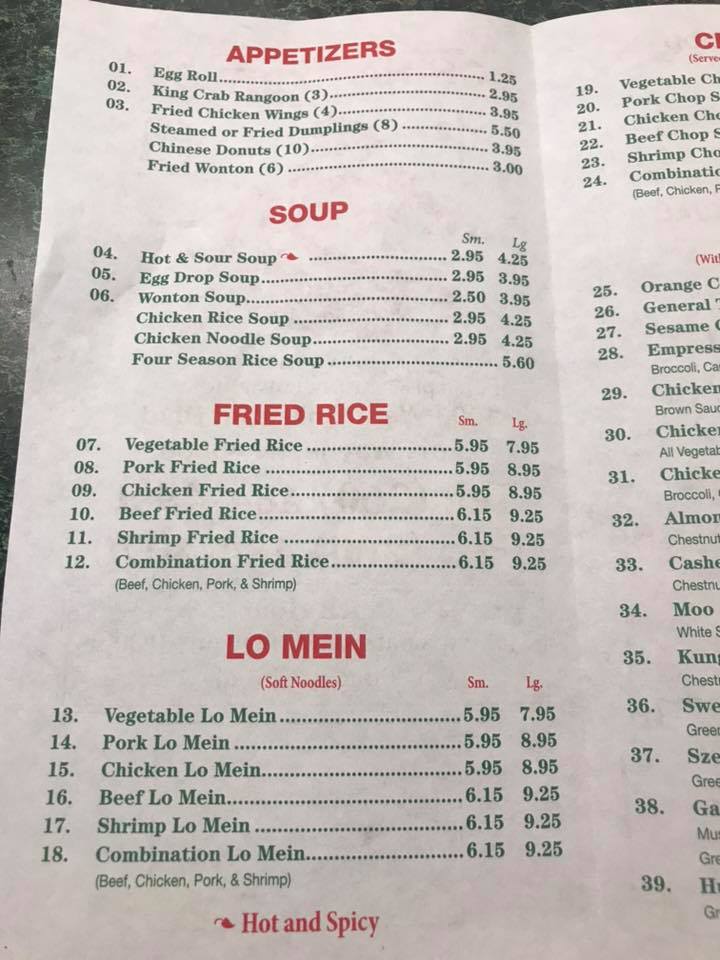 APPETIZERS
01. Egg Roll 1.25
02. King Crab Rangoon (3) 2.95
03. Fried Chicken Wings (4) 3.95
Steamed or Fried Dumplings (8) 5.50
Chinese Donuts (10) 3.95
Fried Wonton (6) 3.00
SOUP
Sm. Lg
04. Hot & Sour Soup 2.95 4.25
05. Egg Drop Soup 2.95 3.95
06. Wonton Soup 2.50 3.95
Chicken Rice Soup 2.95 4.25
Chicken Noodle Soup 2.95 4.25
Four Season Rice Soup 5.60
FRIED RICE Sm. Lg.
07. Vegetable Fried Rice 5.95 7.95
08. Pork Fried Rice 5.95 8.95
09. Chicken Fried Rice 5.95 8.95
10. Beef Fried Rice 6.15 9.25
11. Shrimp Fried Rice 6.15 9.25
12. Combination Fried Rice 6.15 9.25
(Beef, Chicken, Pork, & Shrimp)
LO MEIN
(Soft Noodles) Sm. Lg.
13. Vegetable Lo Mein 5.95 7.95
14. Pork Lo Mein 5.95 8.95
15. Chicken Lo Mein 5.95 8.95
16. Beef Lo Mein 6.15 9.25
17. Shrimp Lo Mein 6.15 9.25
18. Combination Lo Mein 6.15 9.25
(Beef, Chicken, Pork, & Shrimp)
Hot and Spicy
19. Vegetable
20. Pork Chop
21. Chicken
22. Beef Chop
23. Shrimp
24.
(Beef, Chicken,
25. Orange
26. General
27. Sesame
28. Empress
Broccoli,
29. Chicken
Brown
30.
All
31.
Broccoli,
32.
33.
34. Moo
White
35.
36.
37.
38.
39.